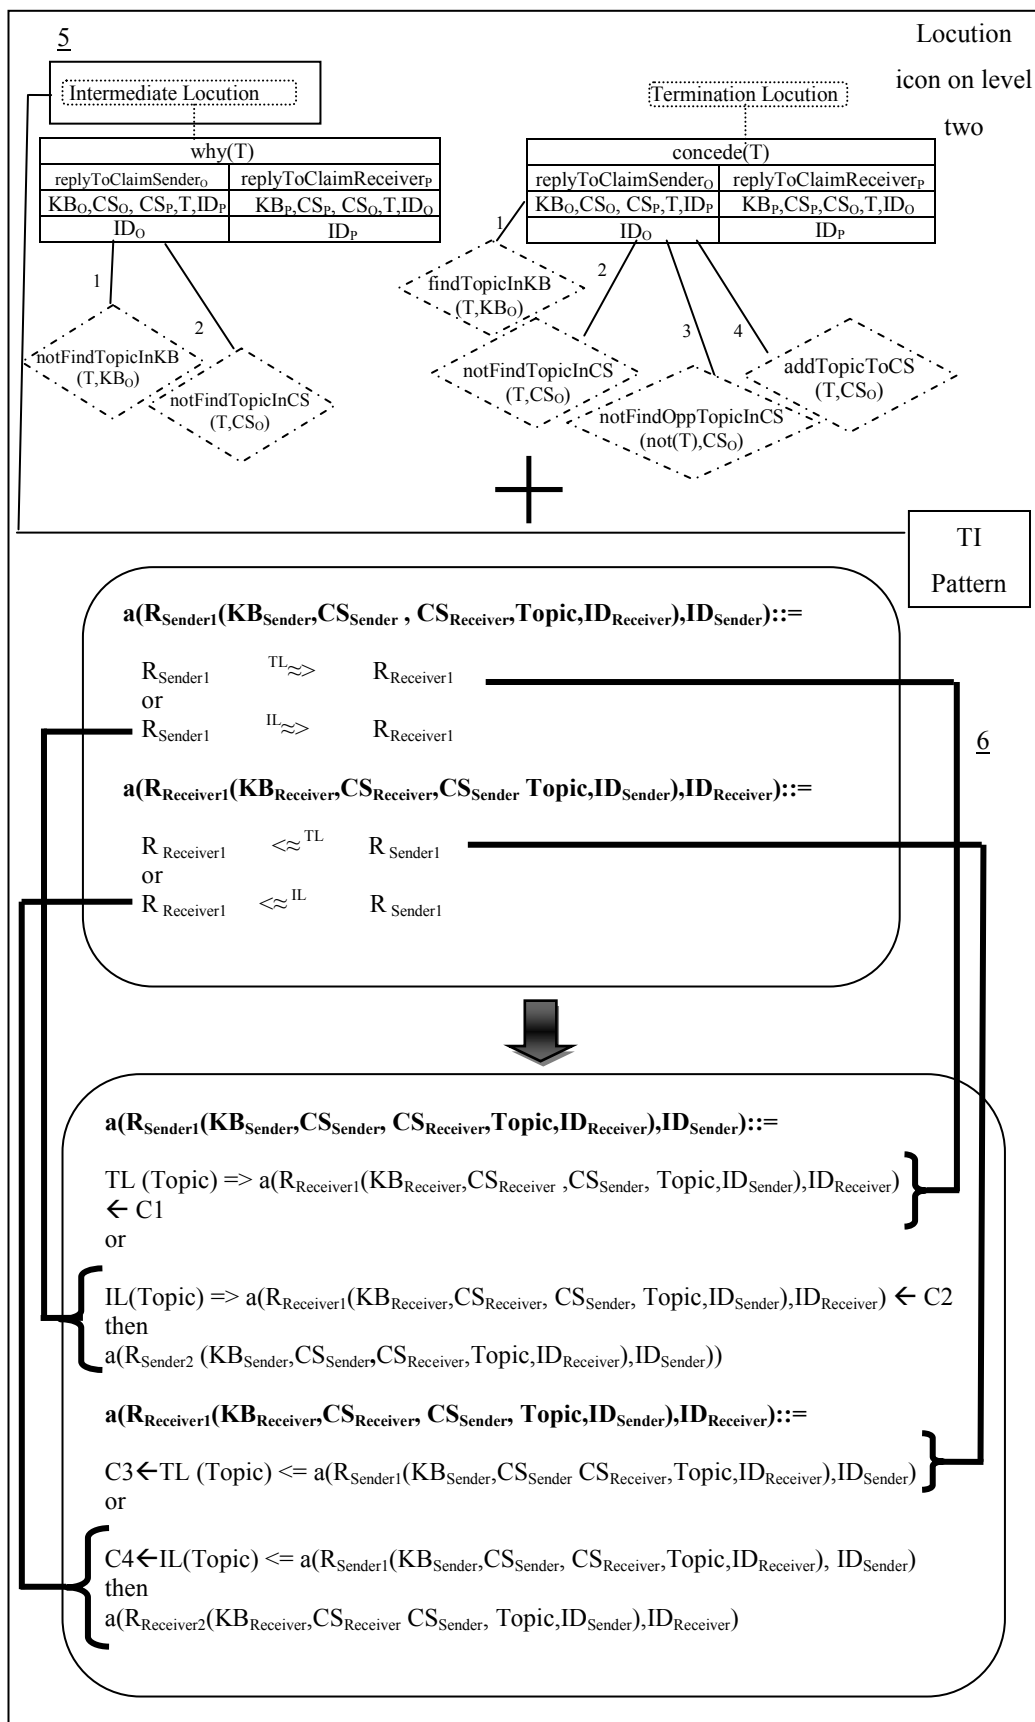 5
Locution
icon on level
two
Intermediate Locution
Termination Locution
why(T)
replyToClaimSenderO replyToClaimReceiverP
KBO,CSO, CSP,T,IDP KBP,CSP, CSO,T,IDO
IDO IDP
concede(T)
replyToClaimSenderO replyToClaimReceiverP
KBO,CSO, CSP,T,IDP KBP,CSP,CSO,T,IDO
IDO IDP
1
2
notFindTopicInKB
(T,KBO)
notFindTopicInCS
(T,CSO)
1
2
3
4
findTopicInKB
(T,KBO)
notFindTopicInCS
(T,CSO)
notFindOppTopicInCS
(not(T),CSO)
addTopicToCS
(T,CSO)
TI
Pattern
a(RSender1(KBSender,CSSender , CSReceiver,Topic,IDReceiver),IDSender)::=
RSender1 TL≈> RReceiver1
or
RSender1 IL≈> RReceiver1
6
a(RReceiver1(KBReceiver,CSReceiver,CSSender Topic,IDSender),IDReceiver)::=
R Receiver1 <≈ TL R Sender1
or
R Receiver1 <≈ IL R Sender1
a(RSender1(KBSender,CSSender, CSReceiver,Topic,IDReceiver),IDSender)::=
TL (Topic) => a(RReceiver1(KBReceiver,CSReceiver ,CSSender, Topic,IDSender),IDReceiver)
← C1
or
IL(Topic) => a(RReceiver1(KBReceiver,CSReceiver, CSSender, Topic,IDSender),IDReceiver) ← C2
then
a(RSender2 (KBSender,CSSender,CSReceiver,Topic,IDReceiver),IDSender))
a(RReceiver1(KBReceiver,CSReceiver, CSSender, Topic,IDSender),IDReceiver)::=
C3←TL (Topic) <= a(RSender1(KBSender,CSSender CSReceiver,Topic,IDReceiver),IDSender)
or
C4←IL(Topic) <= a(RSender1(KBSender,CSSender, CSReceiver,Topic,IDReceiver), IDSender)
then
a(RReceiver2(KBReceiver,CSReceiver CSSender, Topic,IDSender),IDReceiver)